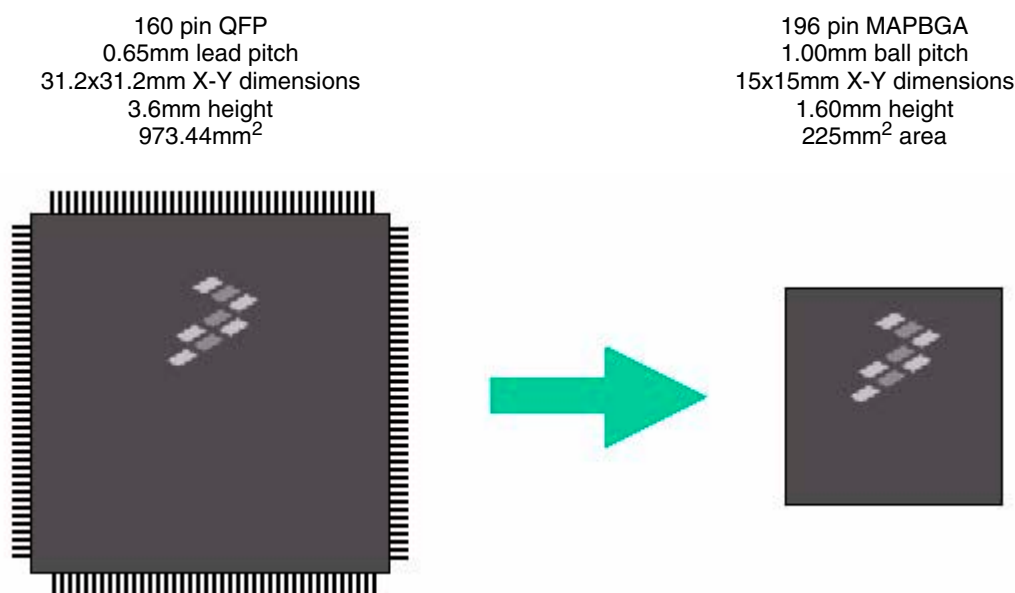 160 pin QFP
0.65mm lead pitch
31.2x31.2mm X-Y dimensions
3.6mm height
973.44mm²
196 pin MAPBGA
1.00mm ball pitch
15x15mm X-Y dimensions
1.60mm height
225mm² area